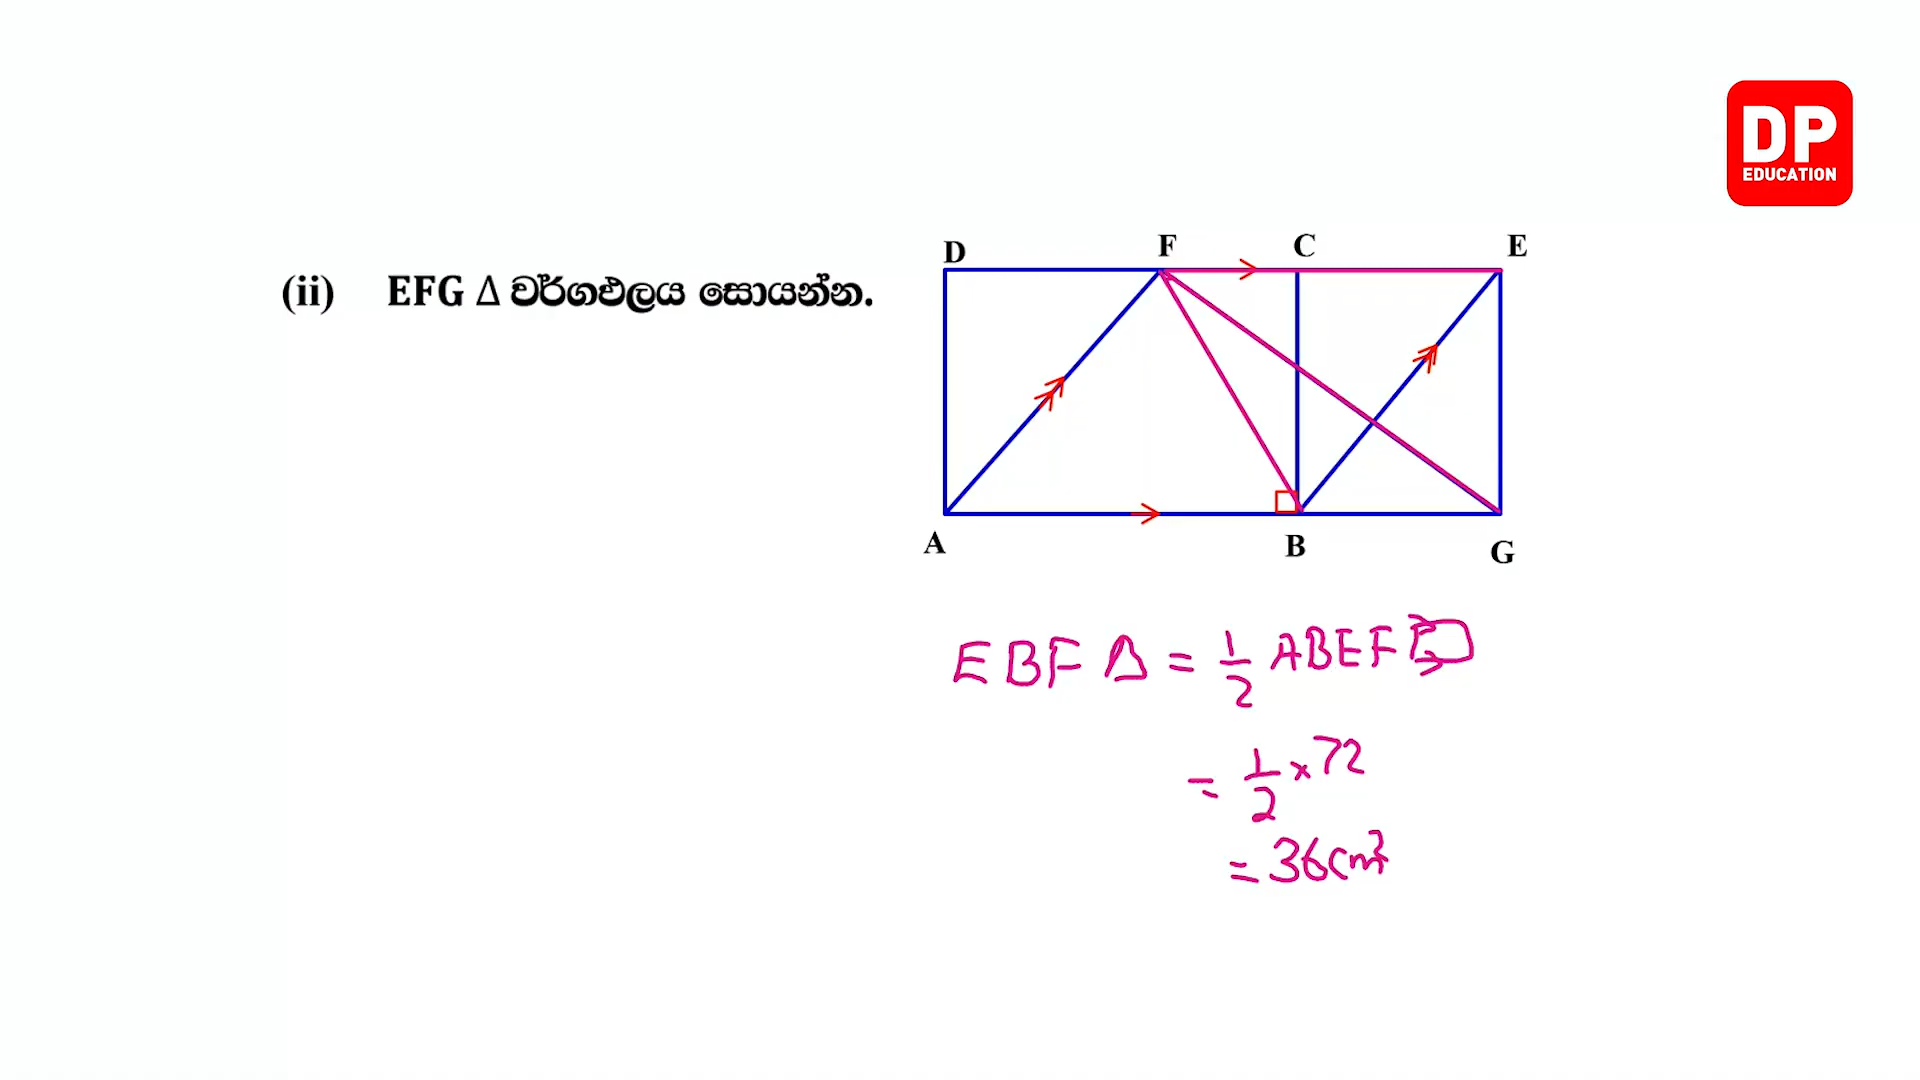 DP
EDUCATION
(ii) EFG Δ වර්ගඵලය සොයන්න.
D F C E
A B G
EBF Δ = 1/2 ABEF ▱
= 1/2 × 72
= 36cm²